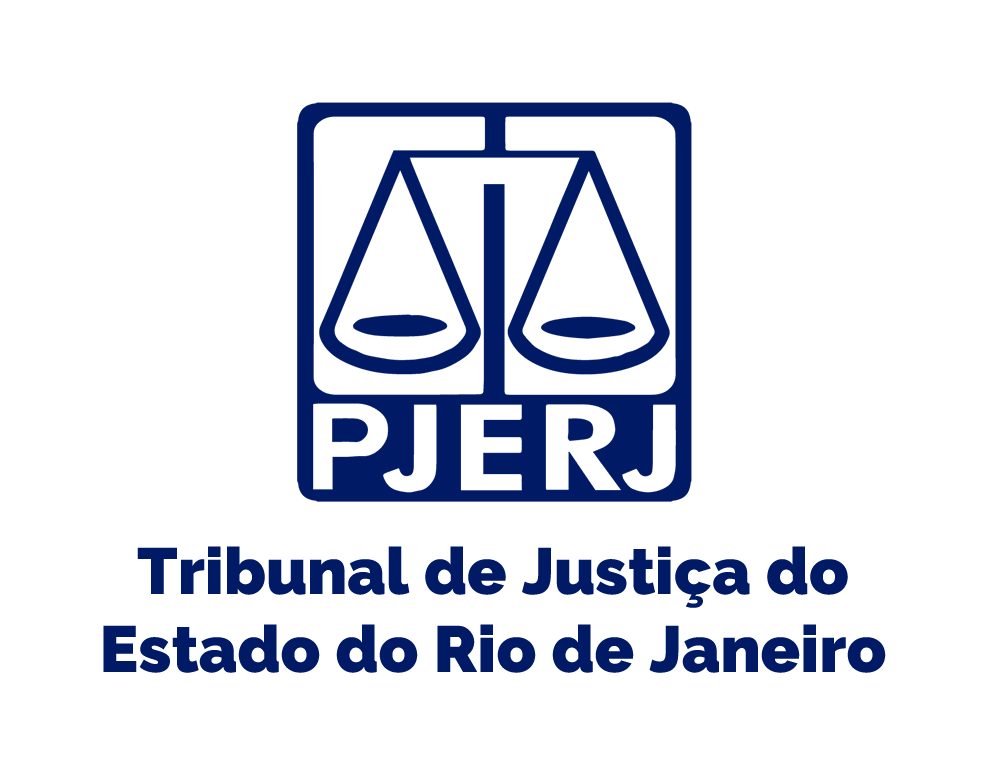 PJERJ
Tribunal de Justiça do
Estado do Rio de Janeiro